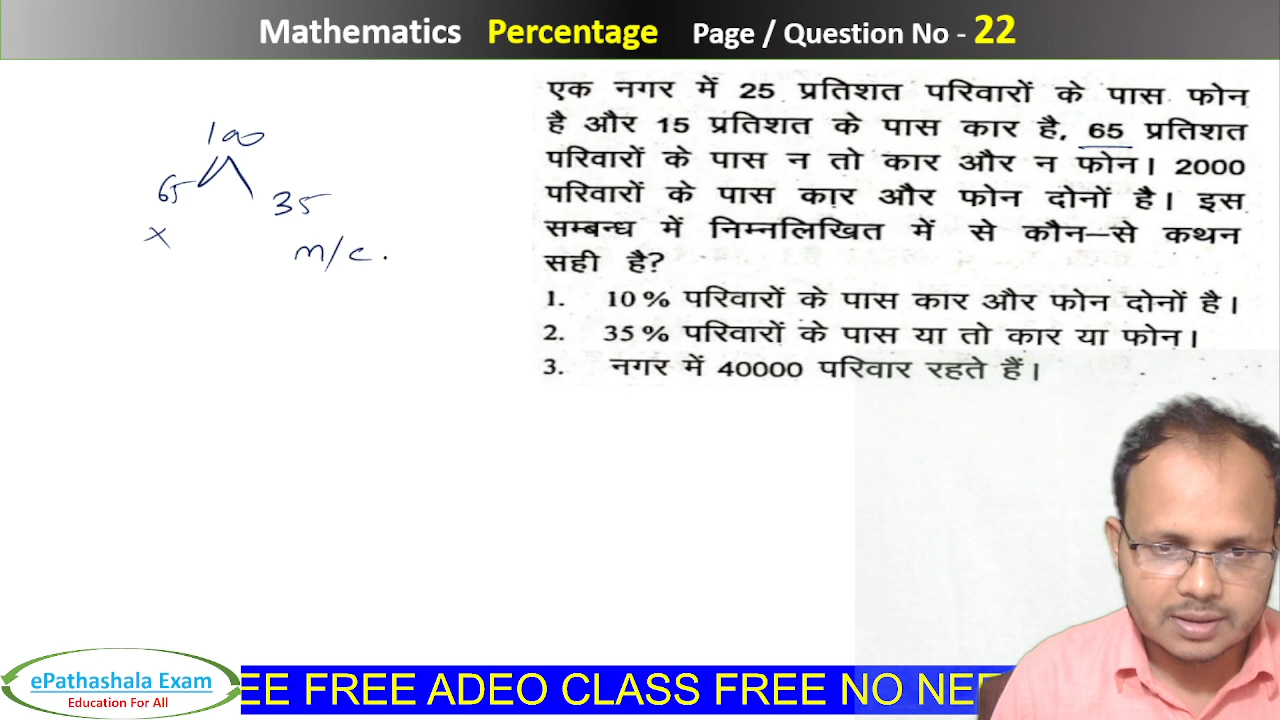 Mathematics Percentage Page / Question No - 22
100
65 35
× m/c.
एक नगर में 25 प्रतिशत परिवारों के पास फोन
है और 15 प्रतिशत के पास कार है, 65 प्रतिशत
परिवारों के पास न तो कार और न फोन। 2000
परिवारों के पास कार और फोन दोनों है। इस
सम्बन्ध में निम्नलिखित में से कौन–से कथन
सही है?
1. 10% परिवारों के पास कार और फोन दोनों है।
2. 35% परिवारों के पास या तो कार या फोन।
3. नगर में 40000 परिवार रहते हैं।
ePathashala Exam
Education For All
EE FREE ADEO CLASS FREE NO NEE